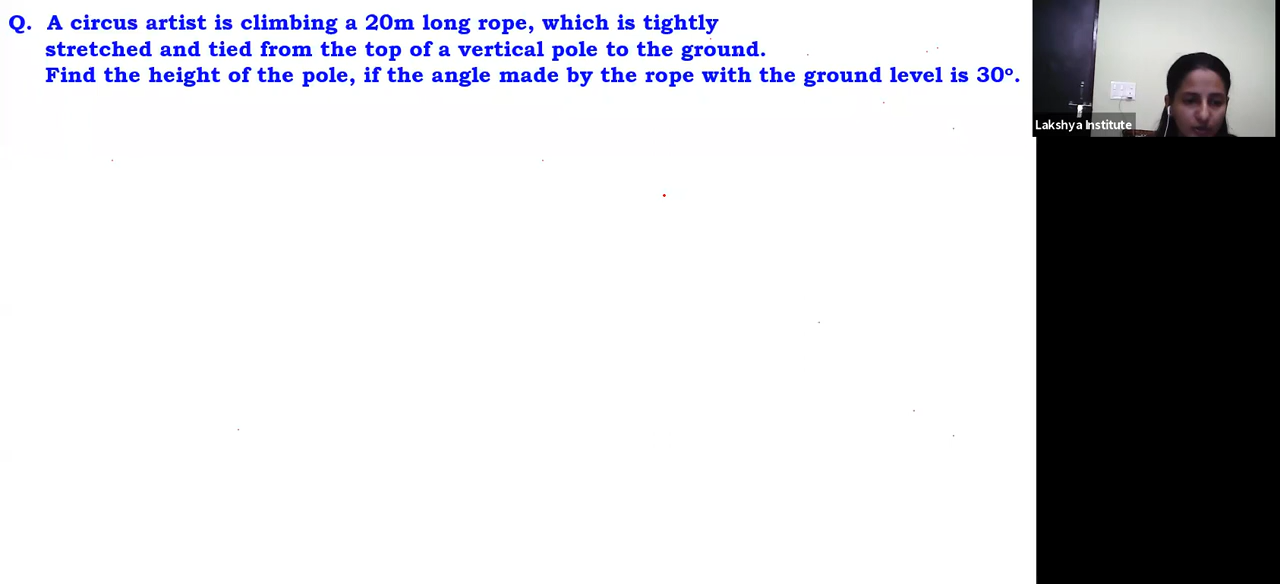 Q. A circus artist is climbing a 20m long rope, which is tightly
stretched and tied from the top of a vertical pole to the ground.
Find the height of the pole, if the angle made by the rope with the ground level is 30°.
Lakshya Institute